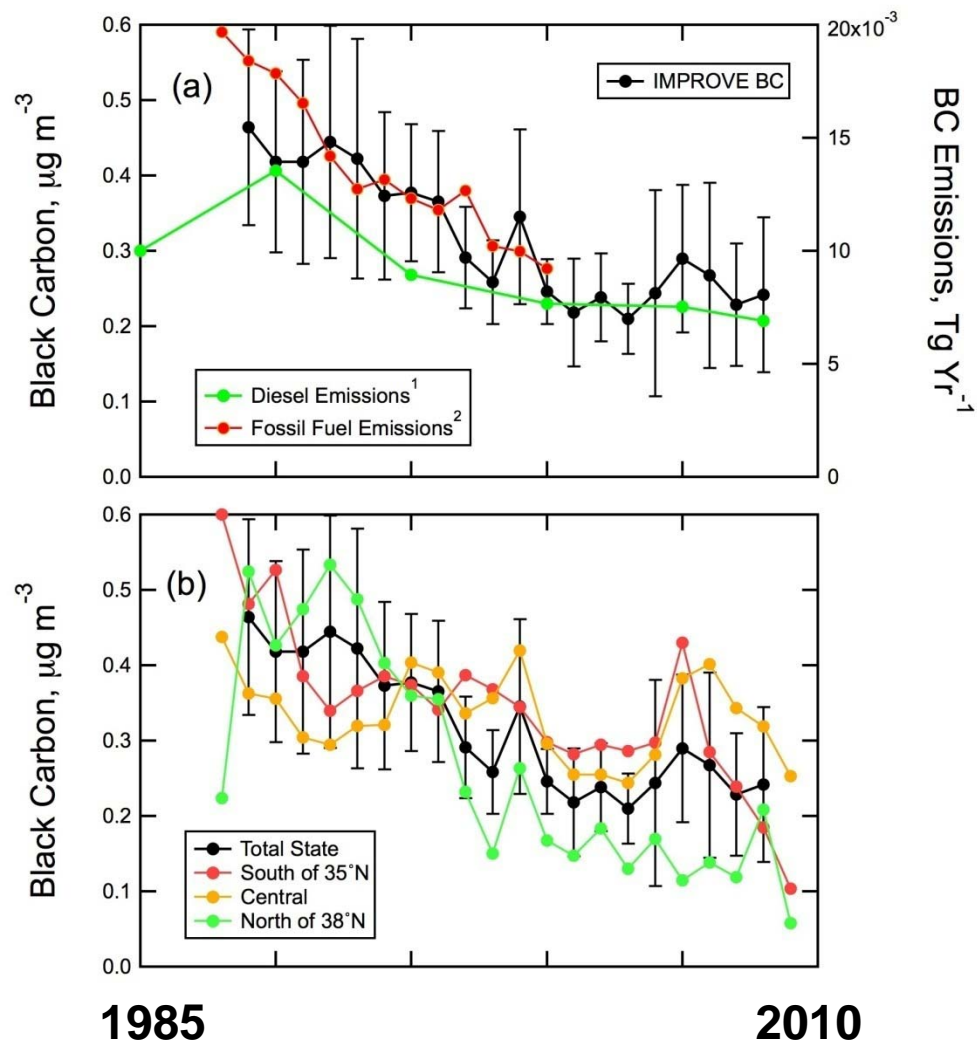 0.6
0.5
0.4
0.3
0.2
0.1
0.0
Black Carbon, μg m⁻³
(a)
IMPROVE BC
Diesel Emissions¹
Fossil Fuel Emissions²
20x10⁻³
15
10
5
0
BC Emissions, Tg Yr⁻¹
0.6
0.5
0.4
0.3
0.2
0.1
0.0
Black Carbon, μg m⁻³
(b)
Total State
South of 35°N
Central
North of 38°N
1985
2010